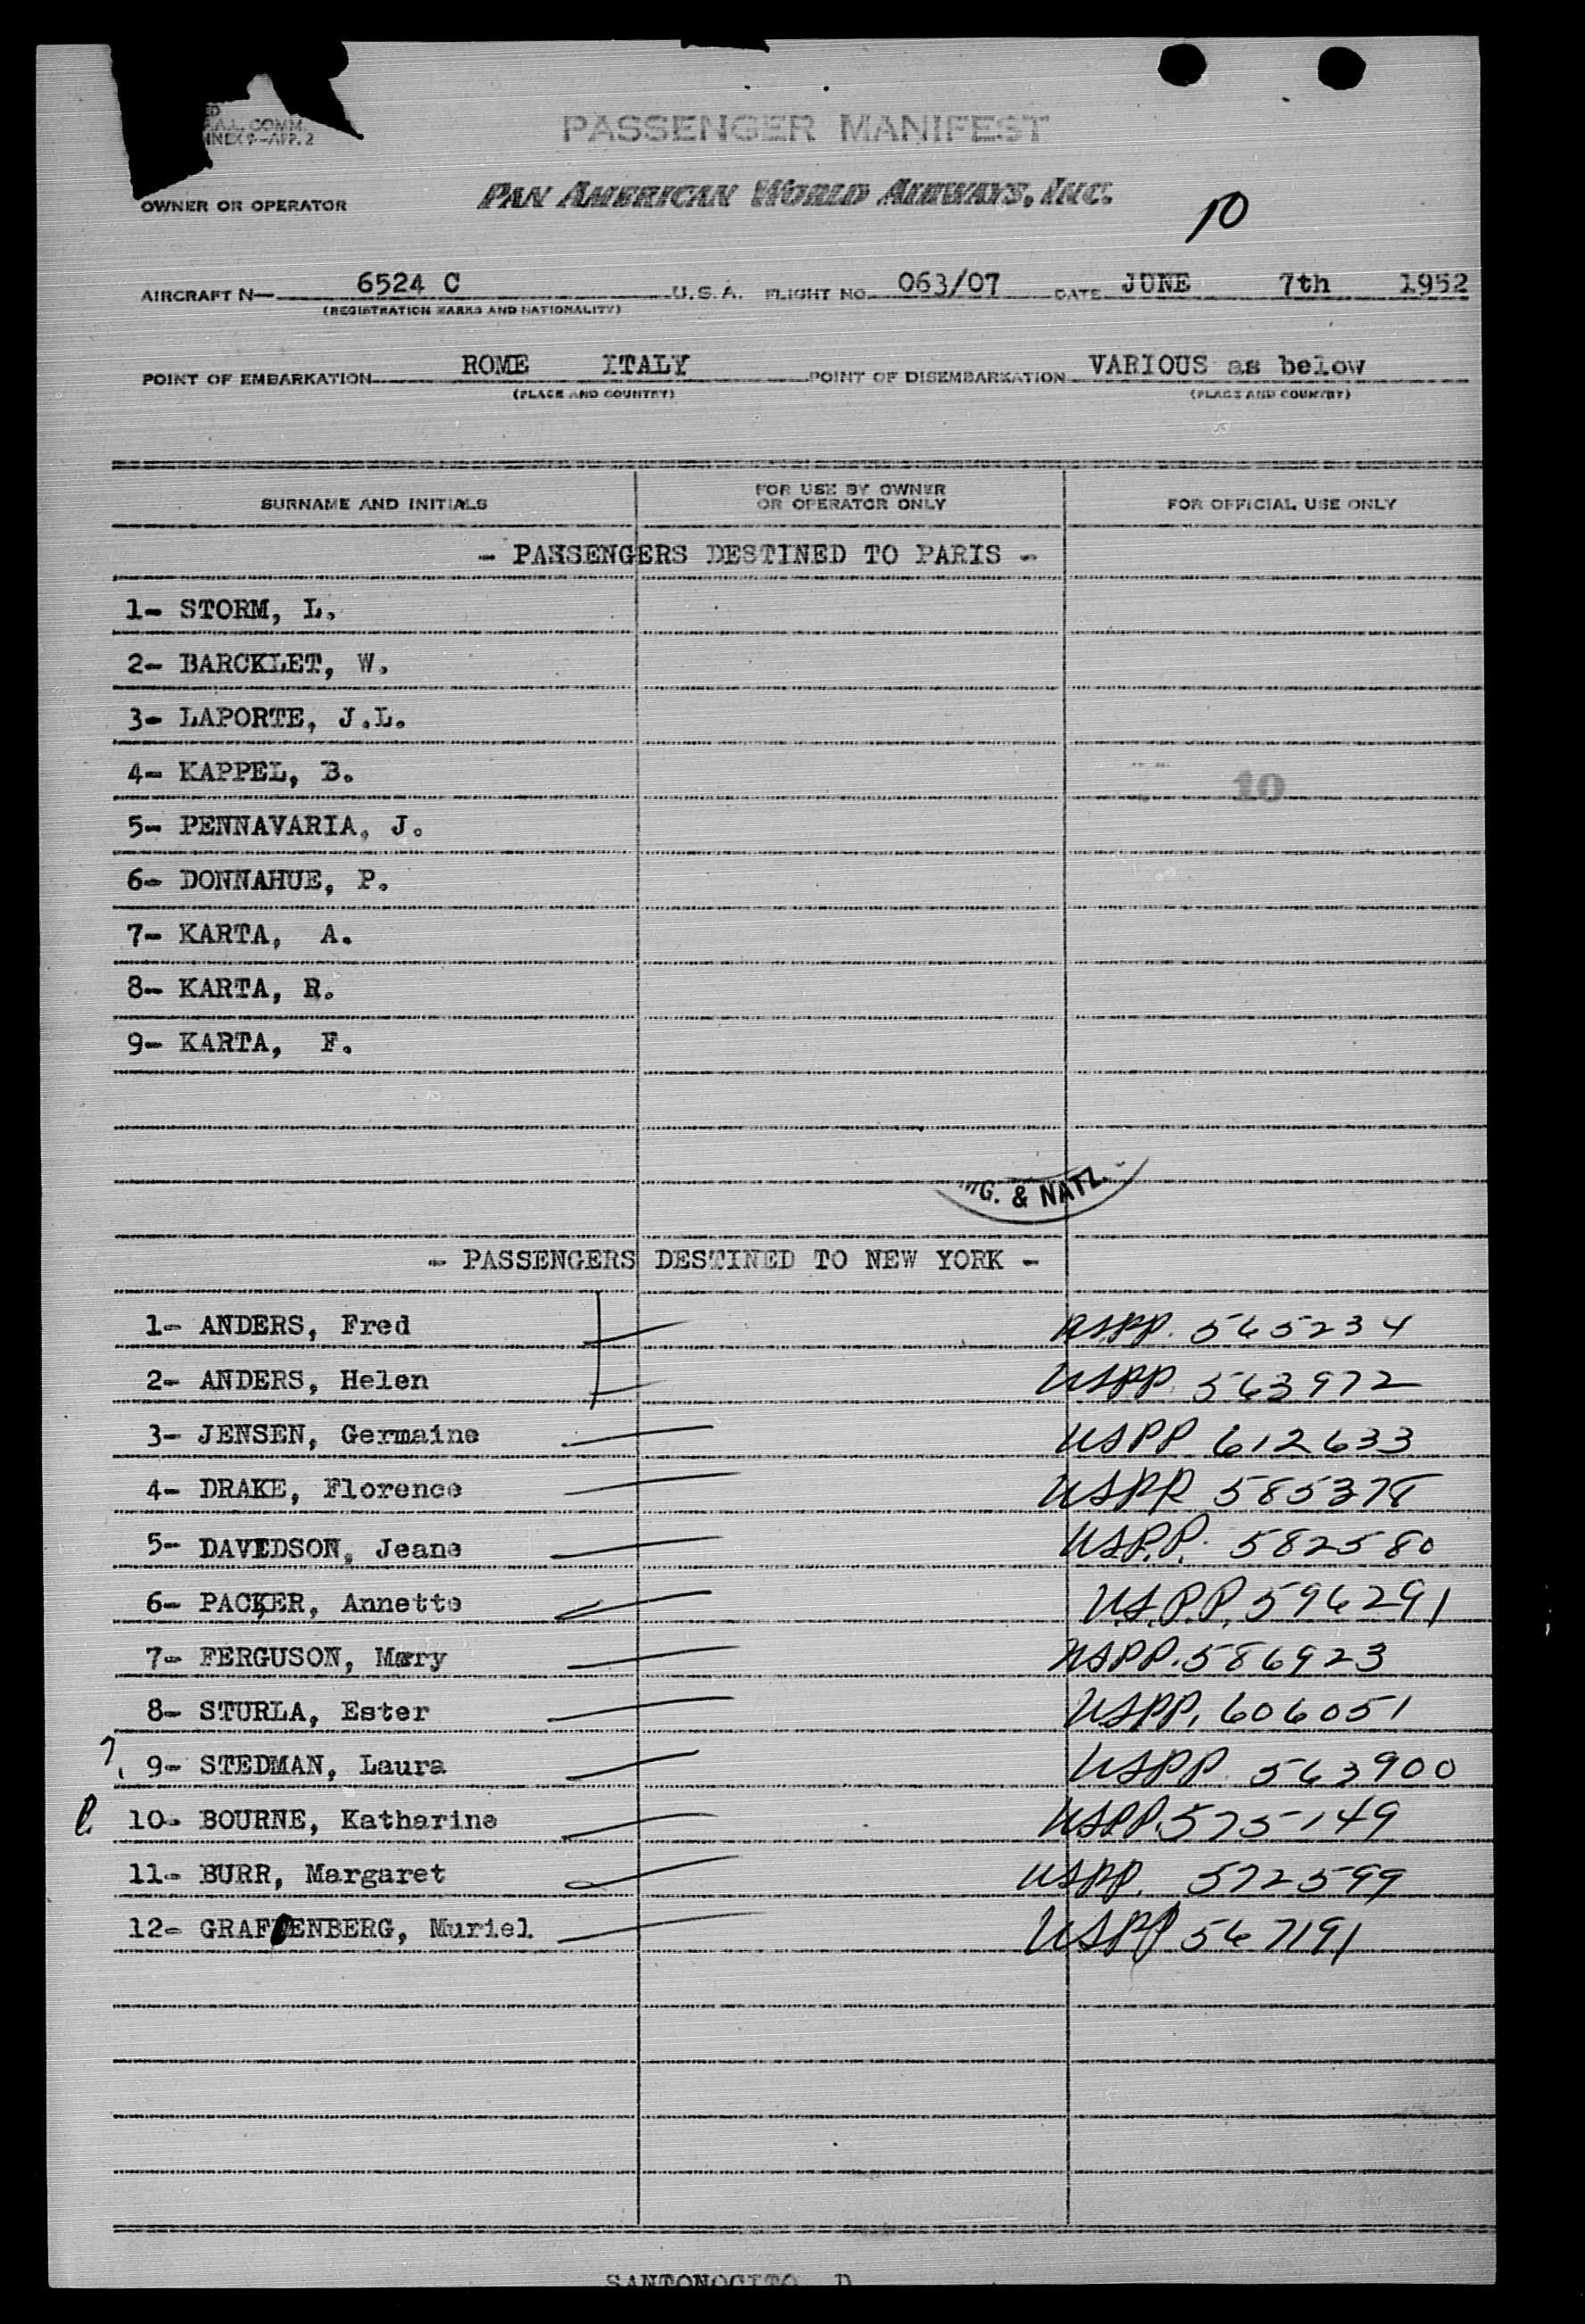 PASSENGER MANIFEST
A.L. COMM.
ANNEX 9-APP. 2
PAN AMERICAN WORLD AIRWAYS, INC.
OWNER OR OPERATOR
10
AIRCRAFT N— 6524 C U.S.A. FLIGHT NO. 063/07 DATE JUNE 7th 1952
(REGISTRATION MARKS AND NATIONALITY)
POINT OF EMBARKATION ROME ITALY POINT OF DISEMBARKATION VARIOUS as below
(PLACE AND COUNTRY) (PLACE AND COUNTRY)
SURNAME AND INITIALS FOR USE BY OWNER OR OPERATOR ONLY FOR OFFICIAL USE ONLY
- PASSENGERS DESTINED TO PARIS -
1- STORM, L.
2- BARCKLET, W.
3- LAPORTE, J.L.
4- KAPPEL, B.
10
5- PENNAVARIA, J.
6- DONNAHUE, P.
7- KARTA, A.
8- KARTA, R.
9- KARTA, F.
G. & NATZ.
- PASSENGERS DESTINED TO NEW YORK -
1- ANDERS, Fred USPP. 565234
2- ANDERS, Helen USPP. 563972
3- JENSEN, Germaine USPP 612633
4- DRAKE, Florence USPP 585378
5- DAVEDSON, Jeane U.S.P.P. 582580
6- PACKER, Annette U.S.P.P. 596291
7- FERGUSON, Mary USPP. 586923
8- STURLA, Ester USPP. 606051
9- STEDMAN, Laura USPP. 563900
10- BOURNE, Katharine USPP. 575149
11- BURR, Margaret USPP. 572599
12- GRAFFENBERG, Muriel USPP 567191
SANTONOCITO D